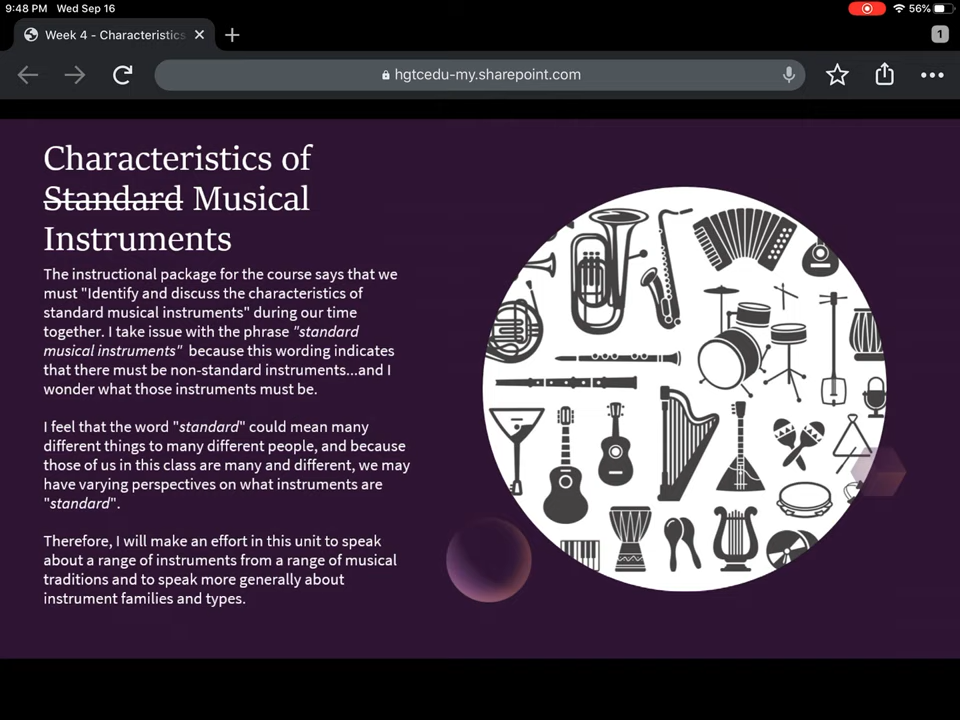 9:48 PM Wed Sep 16
56%
Week 4 - Characteristics
1
hgtcedu-my.sharepoint.com
Characteristics of
Standard Musical
Instruments
The instructional package for the course says that we
must "Identify and discuss the characteristics of
standard musical instruments" during our time
together. I take issue with the phrase "standard
musical instruments" because this wording indicates
that there must be non-standard instruments...and I
wonder what those instruments must be.
I feel that the word "standard" could mean many
different things to many different people, and because
those of us in this class are many and different, we may
have varying perspectives on what instruments are
"standard".
Therefore, I will make an effort in this unit to speak
about a range of instruments from a range of musical
traditions and to speak more generally about
instrument families and types.